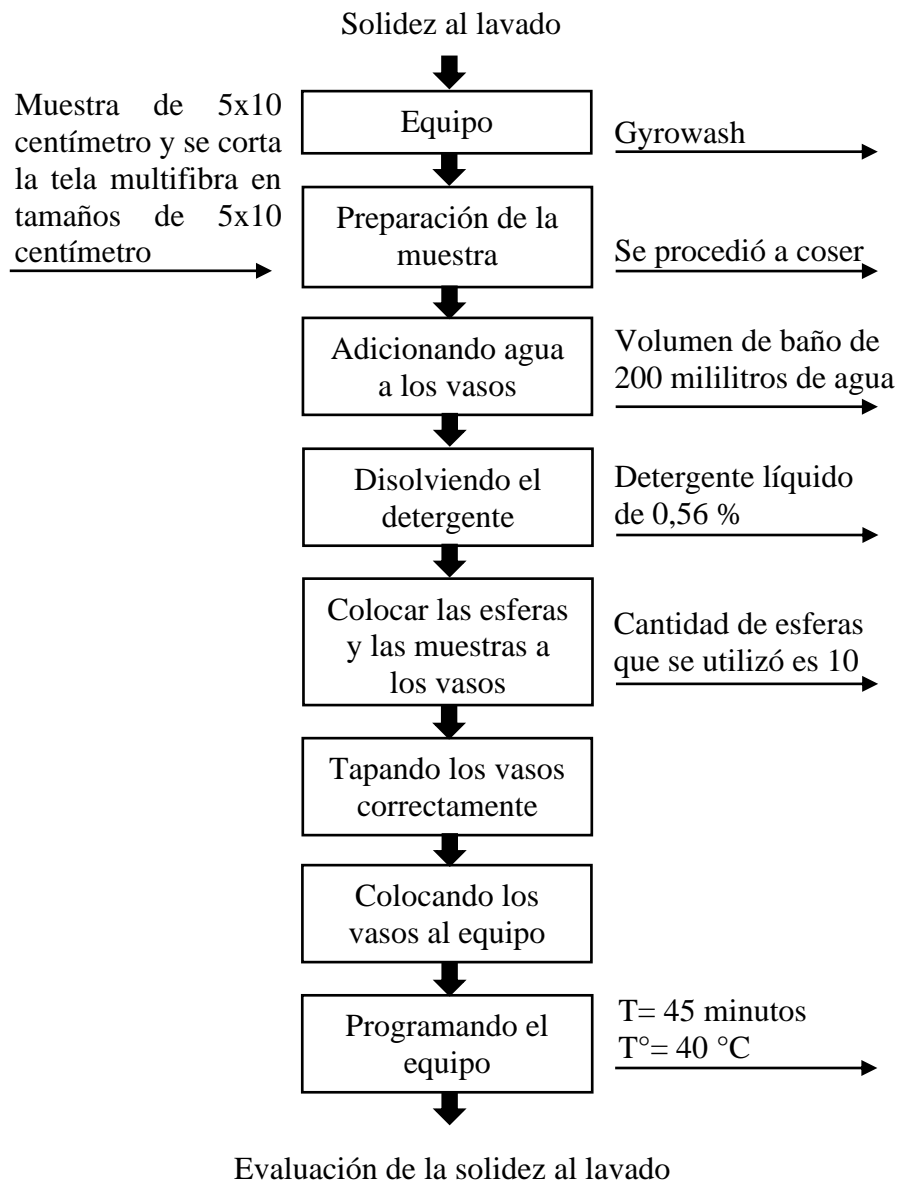 Solidez al lavado
Equipo
Gyrowash
Muestra de 5x10
centímetro y se corta
la tela multifibra en
tamaños de 5x10
centímetro
Preparación de la
muestra
Se procedió a coser
Adicionando agua
a los vasos
Volumen de baño de
200 mililitros de agua
Disolviendo el
detergente
Detergente líquido
de 0,56 %
Colocar las esferas
y las muestras a
los vasos
Cantidad de esferas
que se utilizó es 10
Tapando los vasos
correctamente
Colocando los
vasos al equipo
Programando el
equipo
T= 45 minutos
T°= 40 °C
Evaluación de la solidez al lavado